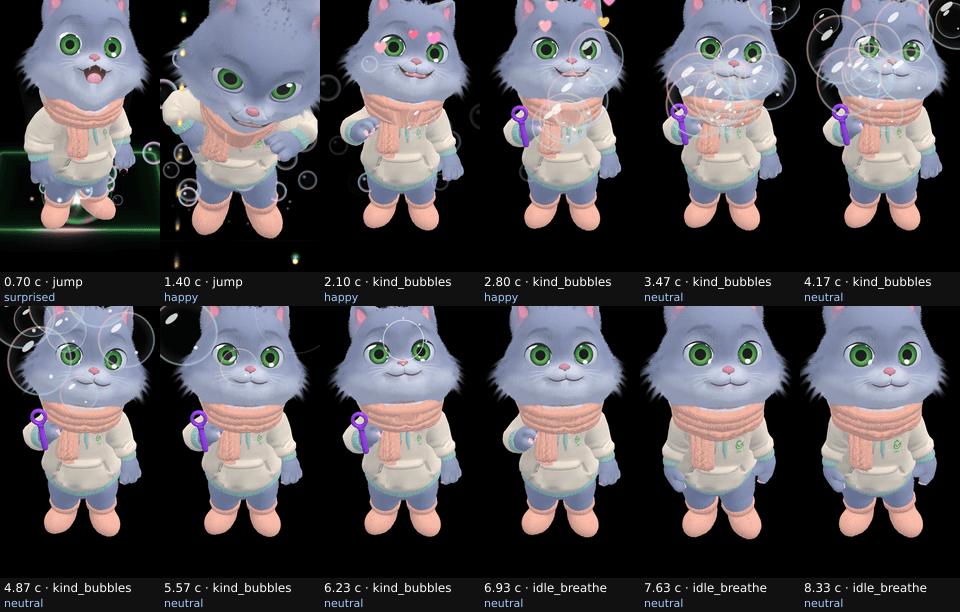 0.70 c · jump
surprised
1.40 c · jump
happy
2.10 c · kind_bubbles
happy
2.80 c · kind_bubbles
happy
3.47 c · kind_bubbles
neutral
4.17 c · kind_bubbles
neutral
4.87 c · kind_bubbles
neutral
5.57 c · kind_bubbles
neutral
6.23 c · kind_bubbles
neutral
6.93 c · idle_breathe
neutral
7.63 c · idle_breathe
neutral
8.33 c · idle_breathe
neutral